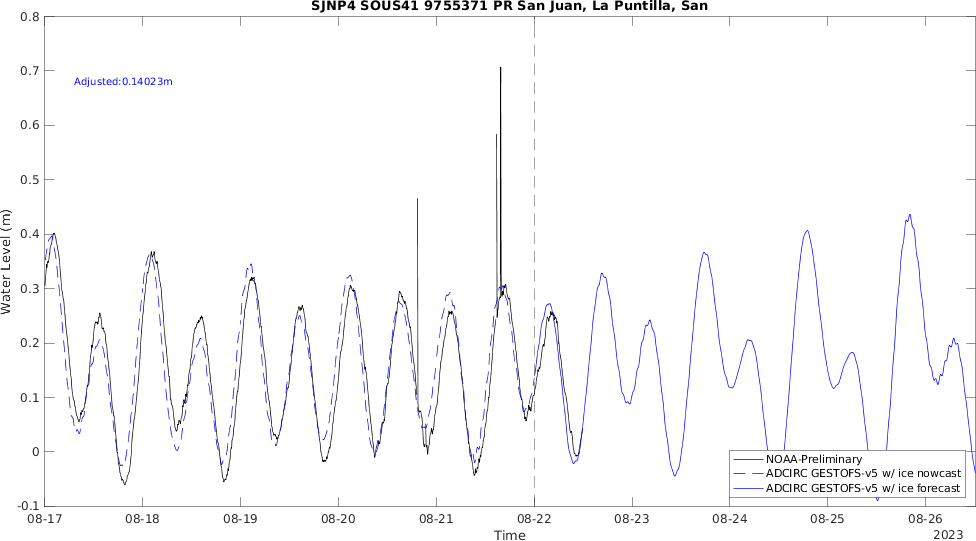 SJNP4 SOUS41 9755371 PR San Juan, La Puntilla, San
0.8
0.7
0.6
0.5
0.4
0.3
0.2
0.1
0
-0.1
Water Level (m)
Adjusted:0.14023m
NOAA-Preliminary
ADCIRC GESTOFS-v5 w/ ice nowcast
ADCIRC GESTOFS-v5 w/ ice forecast
08-17 08-18 08-19 08-20 08-21 08-22 08-23 08-24 08-25 08-26
Time
2023